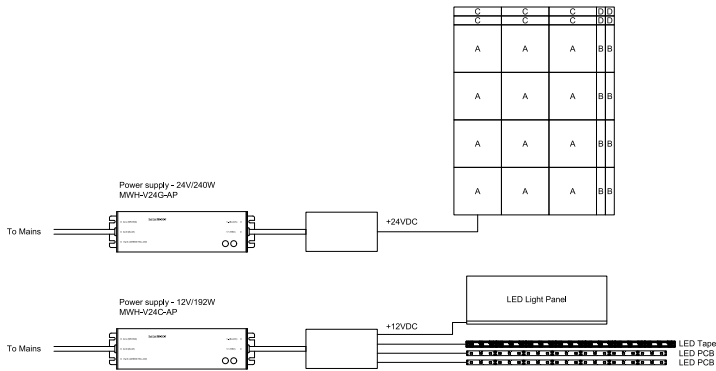 C C C D D
C C C D D
A A A B B
A A A B B
A A A B B
A A A B B
Power supply - 24V/240W
MWH-V24G-AP
+24VDC
To Mains
LED Light Panel
Power supply - 12V/192W
MWH-V24C-AP
+12VDC
To Mains
LED Tape
LED PCB
LED PCB